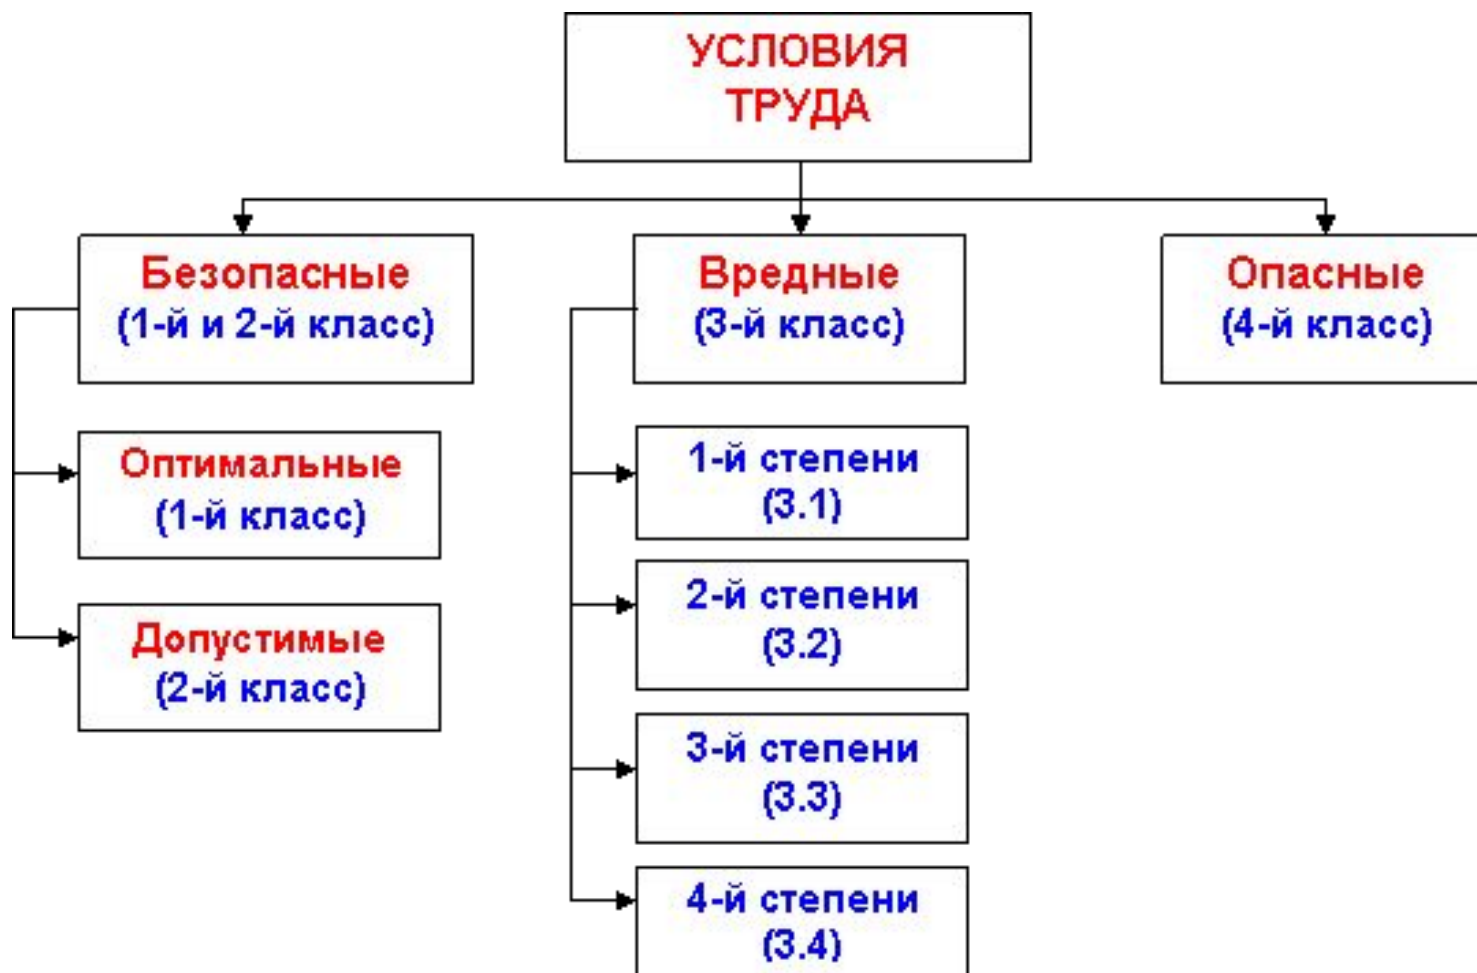 УСЛОВИЯ
ТРУДА
Безопасные
(1-й и 2-й класс)
Вредные
(3-й класс)
Опасные
(4-й класс)
Оптимальные
(1-й класс)
Допустимые
(2-й класс)
1-й степени
(3.1)
2-й степени
(3.2)
3-й степени
(3.3)
4-й степени
(3.4)